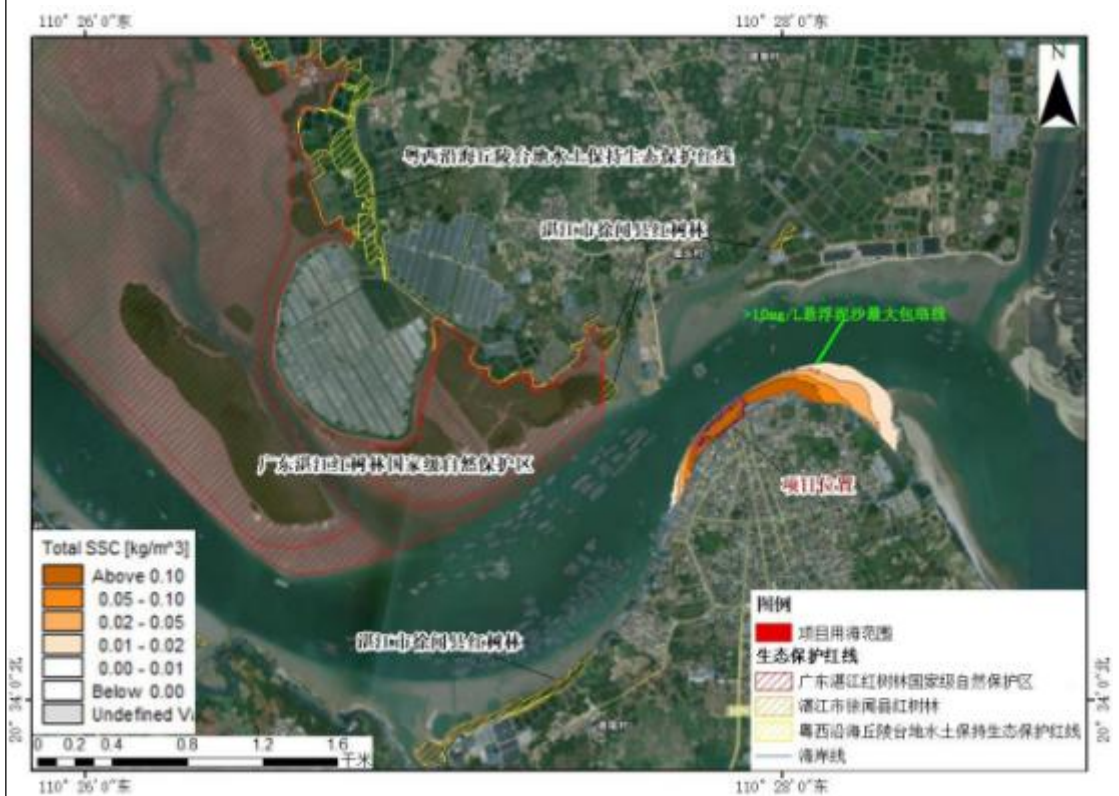 110° 26′0″东
110° 28′0″东
N
粤西沿海丘陵台地水土保持生态保护红线
湛江市徐闻县红树林
>10mg/L悬浮泥沙最大包络线
广东湛江红树林国家级自然保护区
项目位置
Total SSC [kg/m^3]
Above 0.10
0.05 - 0.10
0.02 - 0.05
0.01 - 0.02
0.00 - 0.01
Below 0.00
Undefined V
湛江市徐闻县红树林
图例
项目用海范围
生态保护红线
广东湛江红树林国家级自然保护区
湛江市徐闻县红树林
粤西沿海丘陵台地水土保持生态保护红线
海岸线
20° 34′0″北
20° 34′0″北
0 0.2 0.4 0.8 1.2 1.6
千米
110° 26′0″东
110° 28′0″东